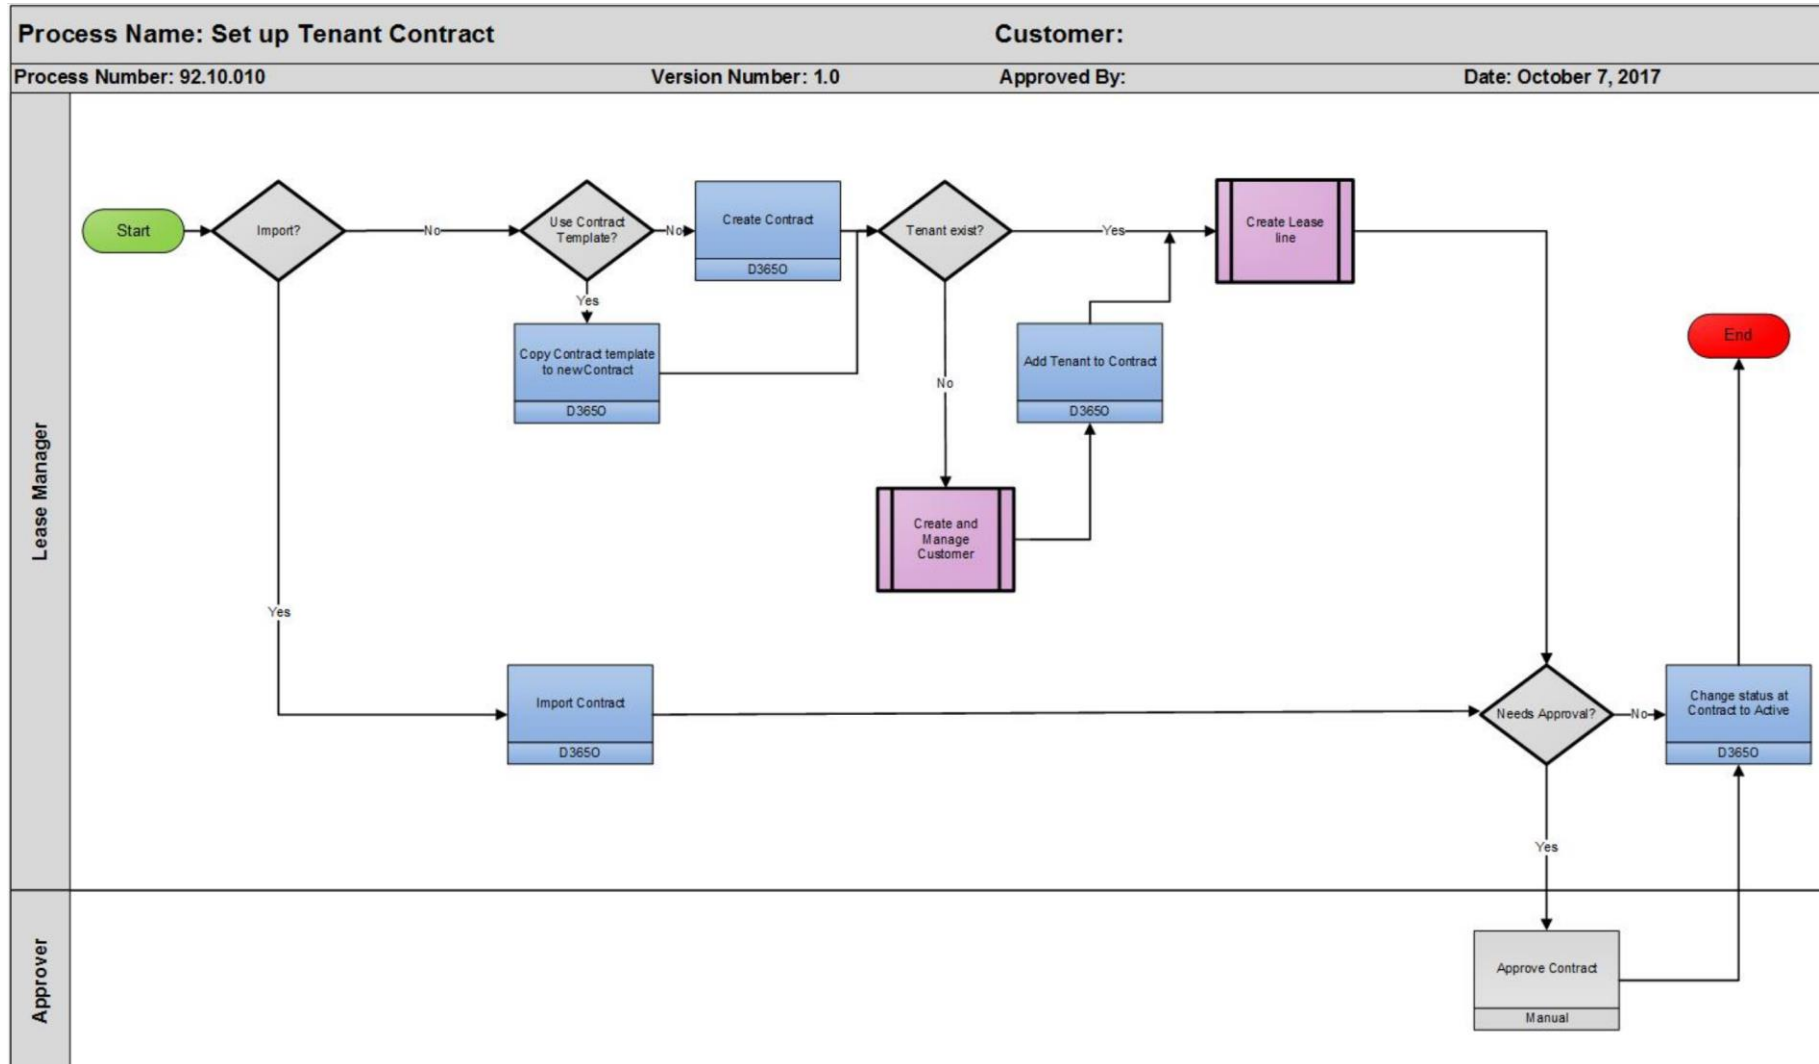 Process Name: Set up Tenant Contract
Customer:
Process Number: 92.10.010
Version Number: 1.0
Approved By:
Date: October 7, 2017
Lease Manager
Start
Import?
No
Use Contract
Template?
No
Create Contract
D365O
Tenant exist?
Yes
Create Lease
line
Yes
Copy Contract template
to new Contract
D365O
No
Add Tenant to Contract
D365O
End
Create and
Manage
Customer
Yes
Import Contract
D365O
Needs Approval?
No
Change status at
Contract to Active
D365O
Yes
Approver
Approve Contract
Manual